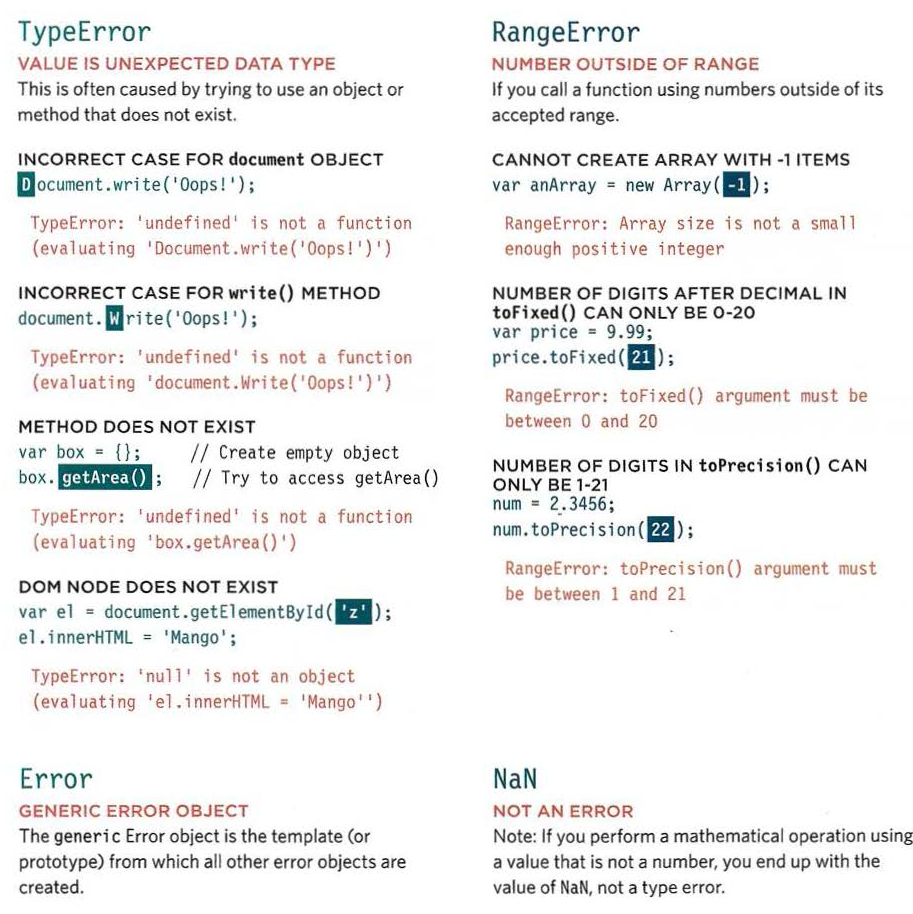 TypeError
VALUE IS UNEXPECTED DATA TYPE
This is often caused by trying to use an object or
method that does not exist.
INCORRECT CASE FOR document OBJECT
Document.write('Oops!');
TypeError: 'undefined' is not a function
(evaluating 'Document.write('Oops!')')
INCORRECT CASE FOR write() METHOD
document.Write('Oops!');
TypeError: 'undefined' is not a function
(evaluating 'document.Write('Oops!')')
METHOD DOES NOT EXIST
var box = {}; // Create empty object
box.getArea(); // Try to access getArea()
TypeError: 'undefined' is not a function
(evaluating 'box.getArea()')
DOM NODE DOES NOT EXIST
var el = document.getElementById('z');
el.innerHTML = 'Mango';
TypeError: 'null' is not an object
(evaluating 'el.innerHTML = 'Mango'')
RangeError
NUMBER OUTSIDE OF RANGE
If you call a function using numbers outside of its
accepted range.
CANNOT CREATE ARRAY WITH -1 ITEMS
var anArray = new Array(-1);
RangeError: Array size is not a small
enough positive integer
NUMBER OF DIGITS AFTER DECIMAL IN
toFixed() CAN ONLY BE 0-20
var price = 9.99;
price.toFixed(21);
RangeError: toFixed() argument must be
between 0 and 20
NUMBER OF DIGITS IN toPrecision() CAN
ONLY BE 1-21
num = 2.3456;
num.toPrecision(22);
RangeError: toPrecision() argument must
be between 1 and 21
Error
GENERIC ERROR OBJECT
The generic Error object is the template (or
prototype) from which all other error objects are
created.
NaN
NOT AN ERROR
Note: If you perform a mathematical operation using
a value that is not a number, you end up with the
value of NaN, not a type error.